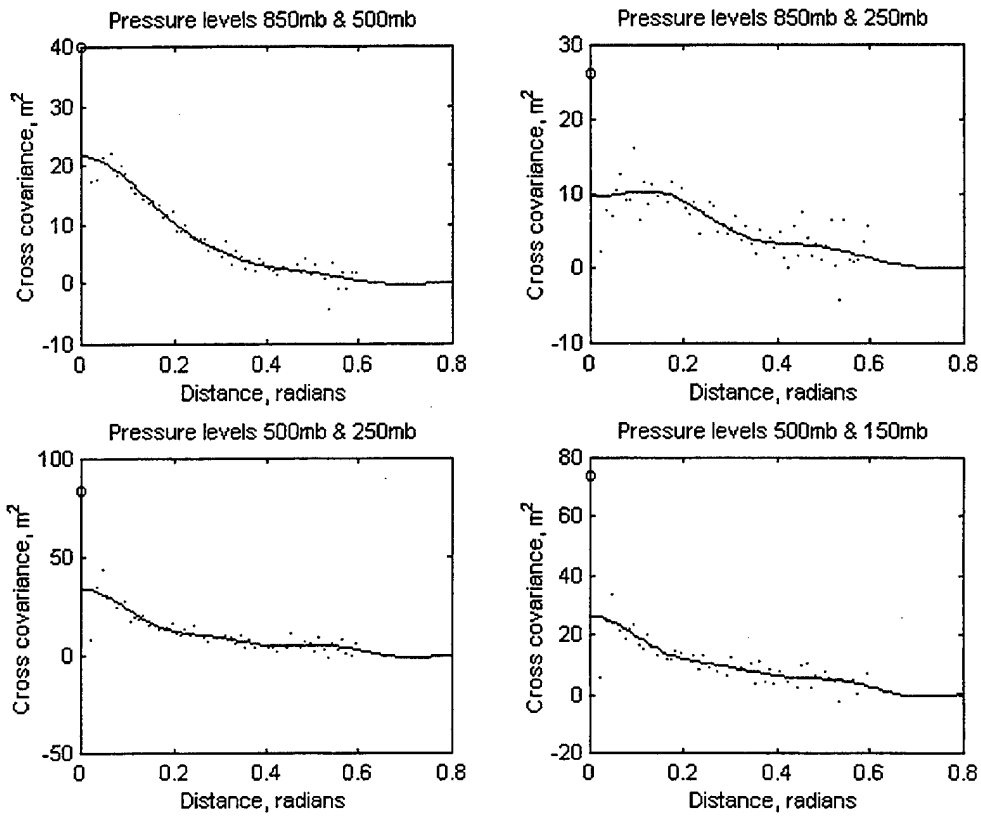 Pressure levels 850mb & 500mb
40
30
20
10
0
-10
Cross covariance, m²
0 0.2 0.4 0.6 0.8
Distance, radians
Pressure levels 850mb & 250mb
30
20
10
0
-10
Cross covariance, m²
0 0.2 0.4 0.6 0.8
Distance, radians
Pressure levels 500mb & 250mb
100
50
0
-50
Cross covariance, m²
0 0.2 0.4 0.6 0.8
Distance, radians
Pressure levels 500mb & 150mb
80
60
40
20
0
-20
Cross covariance, m²
0 0.2 0.4 0.6 0.8
Distance, radians